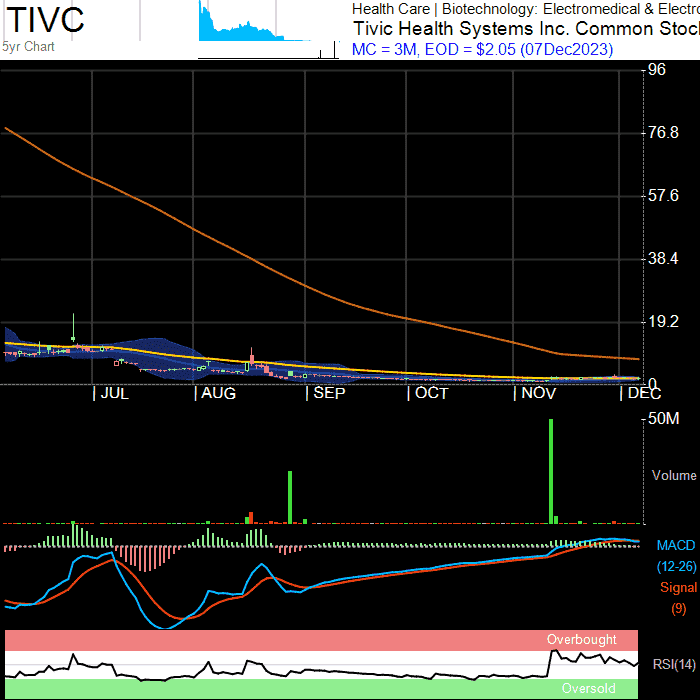 TIVC
5yr Chart
Health Care | Biotechnology: Electromedical & Electro
Tivic Health Systems Inc. Common Stoc
MC = 3M, EOD = $2.05 (07Dec2023)
96
76.8
57.6
38.4
19.2
0
JUL
AUG
SEP
OCT
NOV
DEC
50M
Volume
MACD
(12-26)
Signal
(9)
Overbought
RSI(14)
Oversold